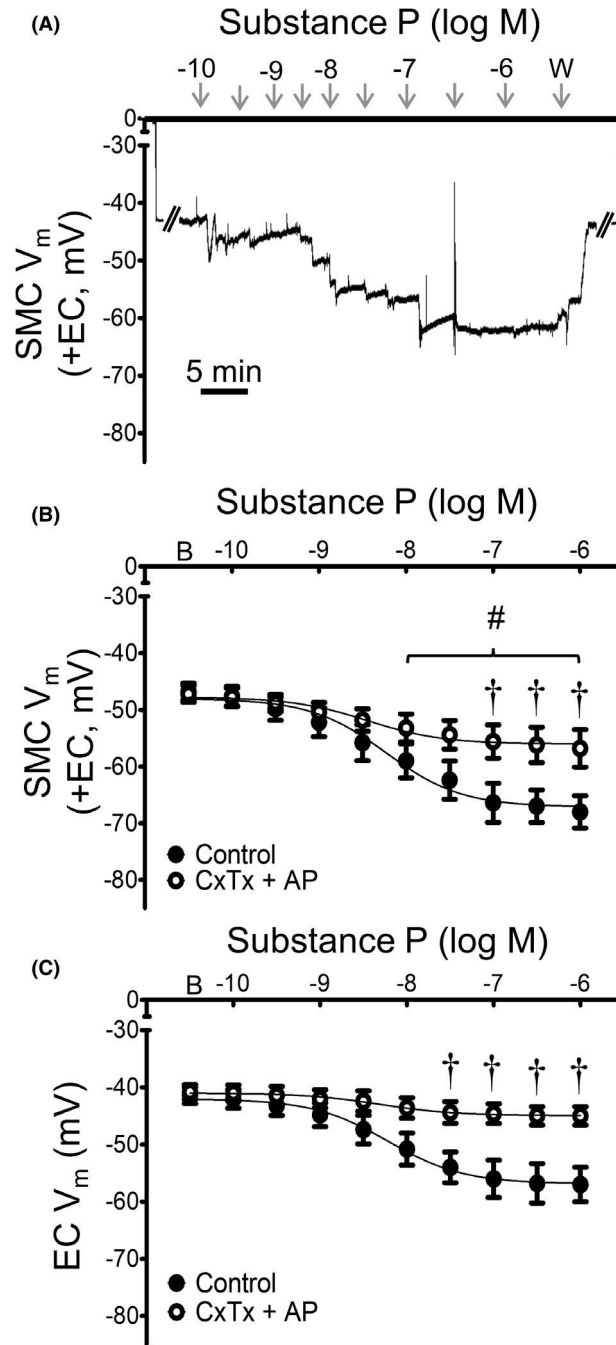 (A)
Substance P (log M)
-10 -9 -8 -7 -6 W
0
-30
-40
-50
-60
-70
-80
SMC Vm
(+EC, mV)
5 min
(B)
Substance P (log M)
B -10 -9 -8 -7 -6
0
-30
-40
-50
-60
-70
-80
SMC Vm
(+EC, mV)
#
† † †
Control
CxTx + AP
(C)
Substance P (log M)
B -10 -9 -8 -7 -6
0
-30
-40
-50
-60
-70
-80
EC Vm (mV)
† † † †
Control
CxTx + AP